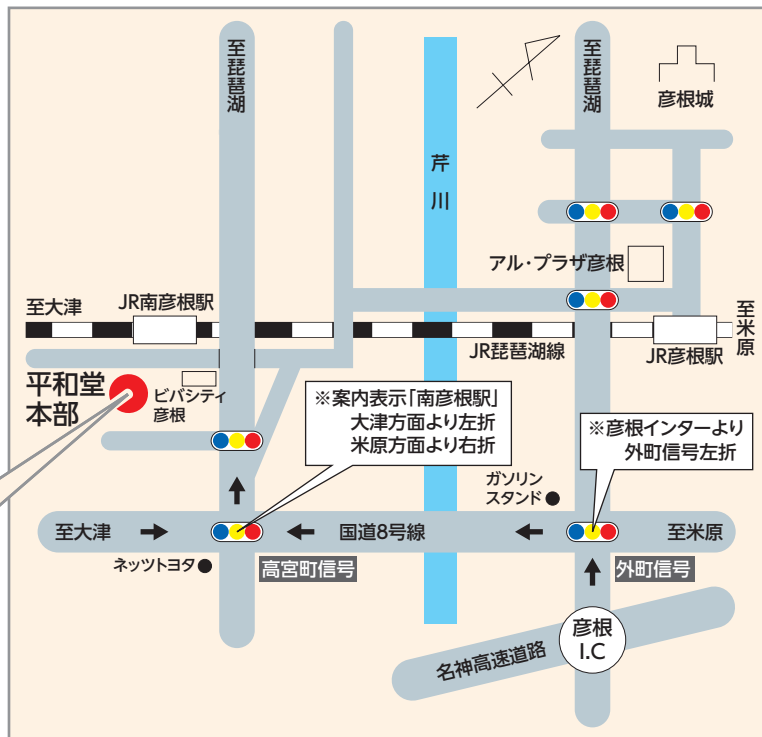 至琵琶湖
至琵琶湖
彦根城
芹川
アル・プラザ彦根
至大津
JR南彦根駅
至米原
JR琵琶湖線
JR彦根駅
平和堂
本部
ビバシティ
彦根
※案内表示「南彦根駅」
大津方面より左折
米原方面より右折
※彦根インターより
外町信号左折
ガソリン
スタンド
至大津
国道8号線
至米原
ネッツトヨタ
高宮町信号
外町信号
彦根
I.C
名神高速道路